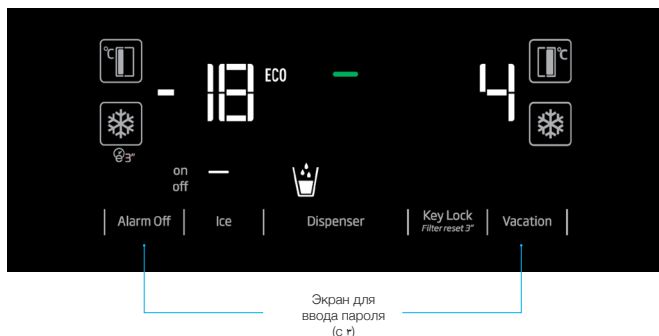 °C °C
- 18 ECO 4
3"
on
off
Alarm Off Ice Dispenser Key Lock Vacation
Filter reset 3"
Экран для
ввода пароля
(с ٣)